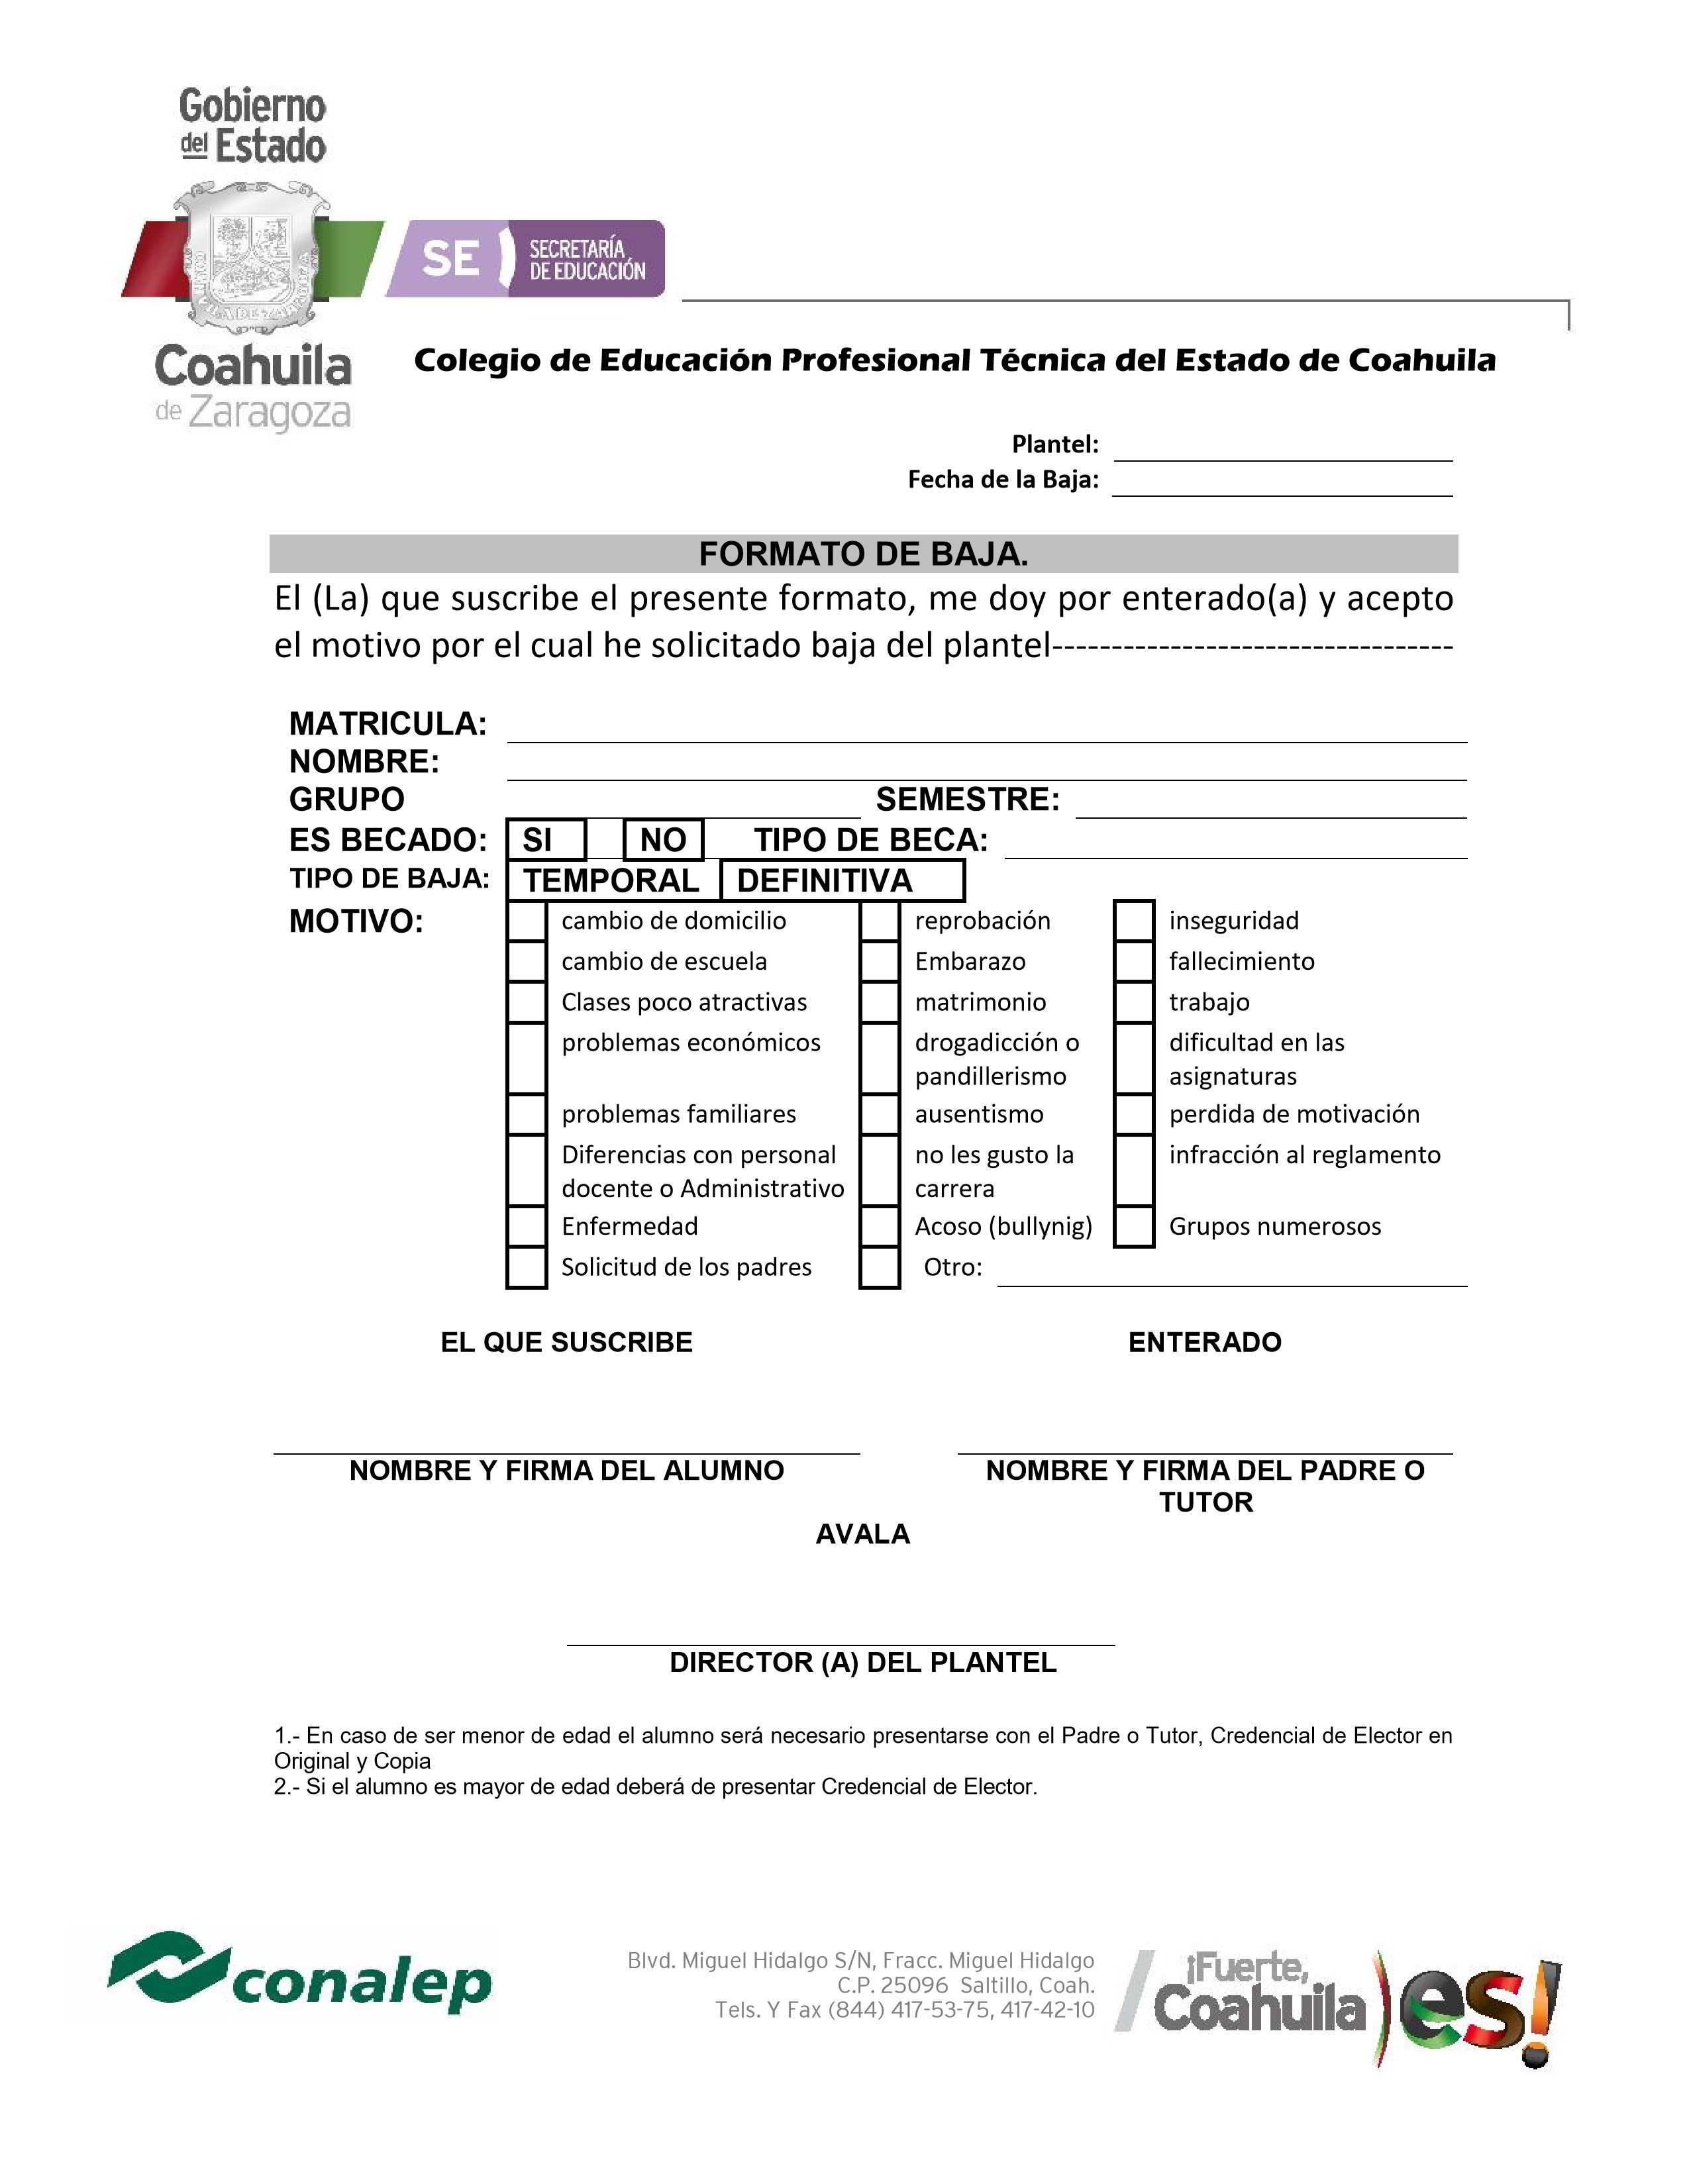 Gobierno
del Estado
SE SECRETARÍA
DE EDUCACIÓN
Coahuila
de Zaragoza
Colegio de Educación Profesional Técnica del Estado de Coahuila
Plantel:
Fecha de la Baja:
FORMATO DE BAJA.
El (La) que suscribe el presente formato, me doy por enterado(a) y acepto
el motivo por el cual he solicitado baja del plantel---------------------------------
MATRICULA:
NOMBRE:
GRUPO SEMESTRE:
ES BECADO: SI NO TIPO DE BECA:
TIPO DE BAJA: TEMPORAL DEFINITIVA
MOTIVO: cambio de domicilio reprobación inseguridad
cambio de escuela Embarazo fallecimiento
Clases poco atractivas matrimonio trabajo
problemas económicos drogadicción o dificultad en las
pandillerismo asignaturas
problemas familiares ausentismo perdida de motivación
Diferencias con personal no les gusto la infracción al reglamento
docente o Administrativo carrera
Enfermedad Acoso (bullynig) Grupos numerosos
Solicitud de los padres Otro:
EL QUE SUSCRIBE ENTERADO
NOMBRE Y FIRMA DEL ALUMNO NOMBRE Y FIRMA DEL PADRE O
TUTOR
AVALA
DIRECTOR (A) DEL PLANTEL
1.- En caso de ser menor de edad el alumno será necesario presentarse con el Padre o Tutor, Credencial de Elector en
Original y Copia
2.- Si el alumno es mayor de edad deberá de presentar Credencial de Elector.
conalep
Blvd. Miguel Hidalgo S/N, Fracc. Miguel Hidalgo
C.P. 25096 Saltillo, Coah.
Tels. Y Fax (844) 417-53-75, 417-42-10
¡Fuerte,
Coahuila es!